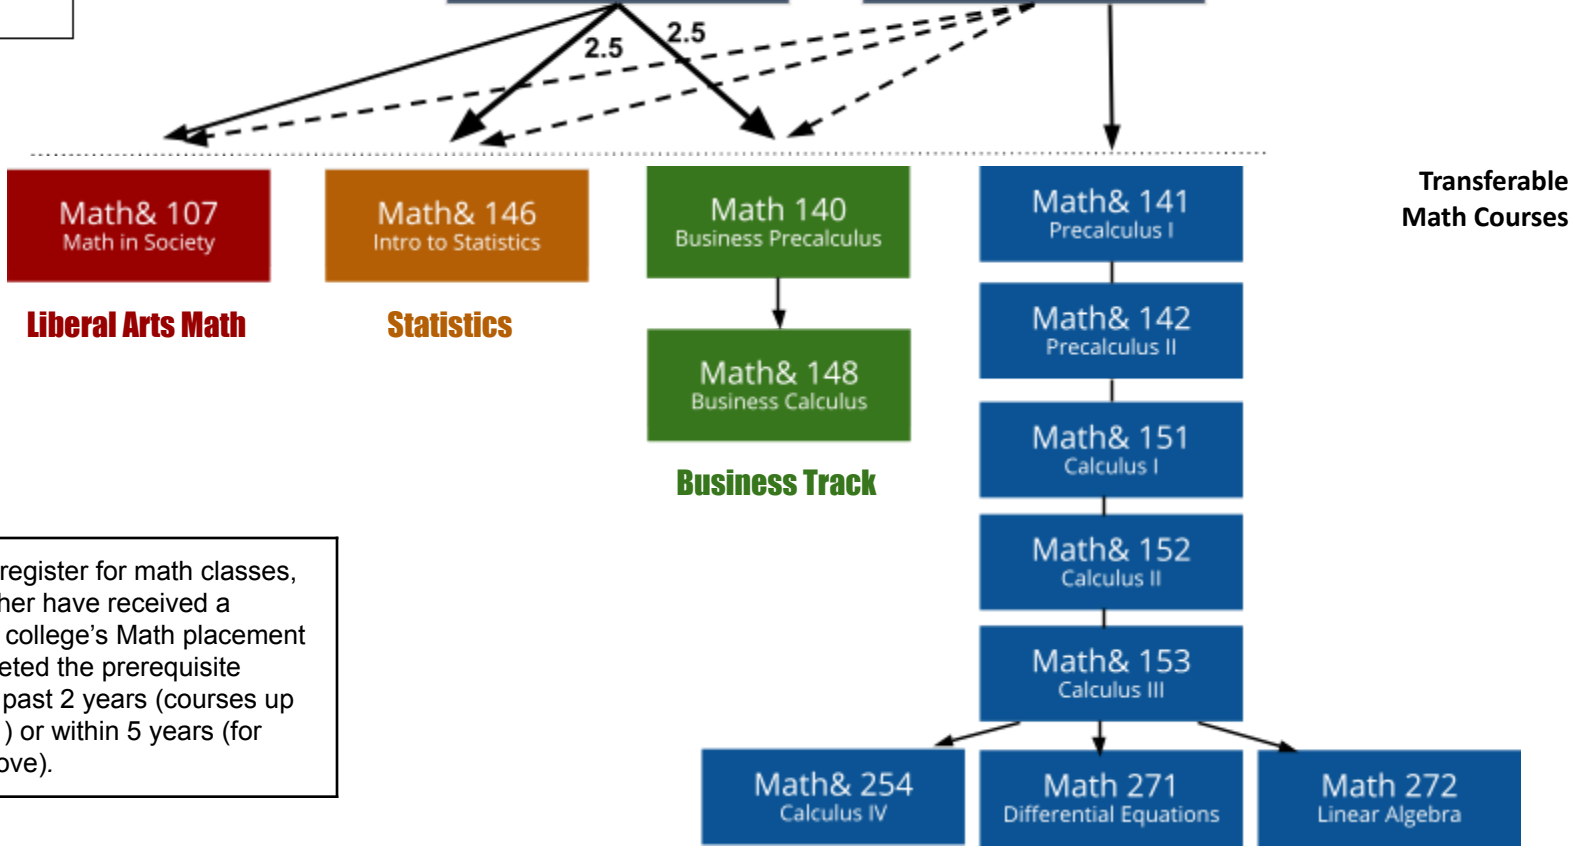 2.5
2.5
Transferable
Math Courses
Math& 107
Math in Society
Math& 146
Intro to Statistics
Math 140
Business Precalculus
Math& 141
Precalculus I
Liberal Arts Math
Statistics
Math& 142
Precalculus II
Math& 148
Business Calculus
Business Track
Math& 151
Calculus I
Math& 152
Calculus II
Math& 153
Calculus III
register for math classes,
her have received a
college's Math placement
eted the prerequisite
past 2 years (courses up
) or within 5 years (for
ove).
Math& 254
Calculus IV
Math 271
Differential Equations
Math 272
Linear Algebra